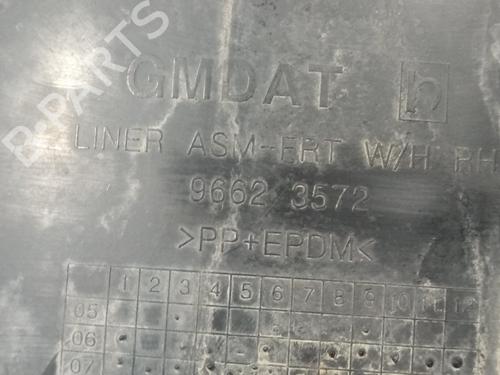 B-PARTS
GMDAT h
LINER ASM-FRT W/H RH
9662 3572
>PP+EPDM<
1 2 3 4 5 6 7 8 9 10 11 12
05
06
07